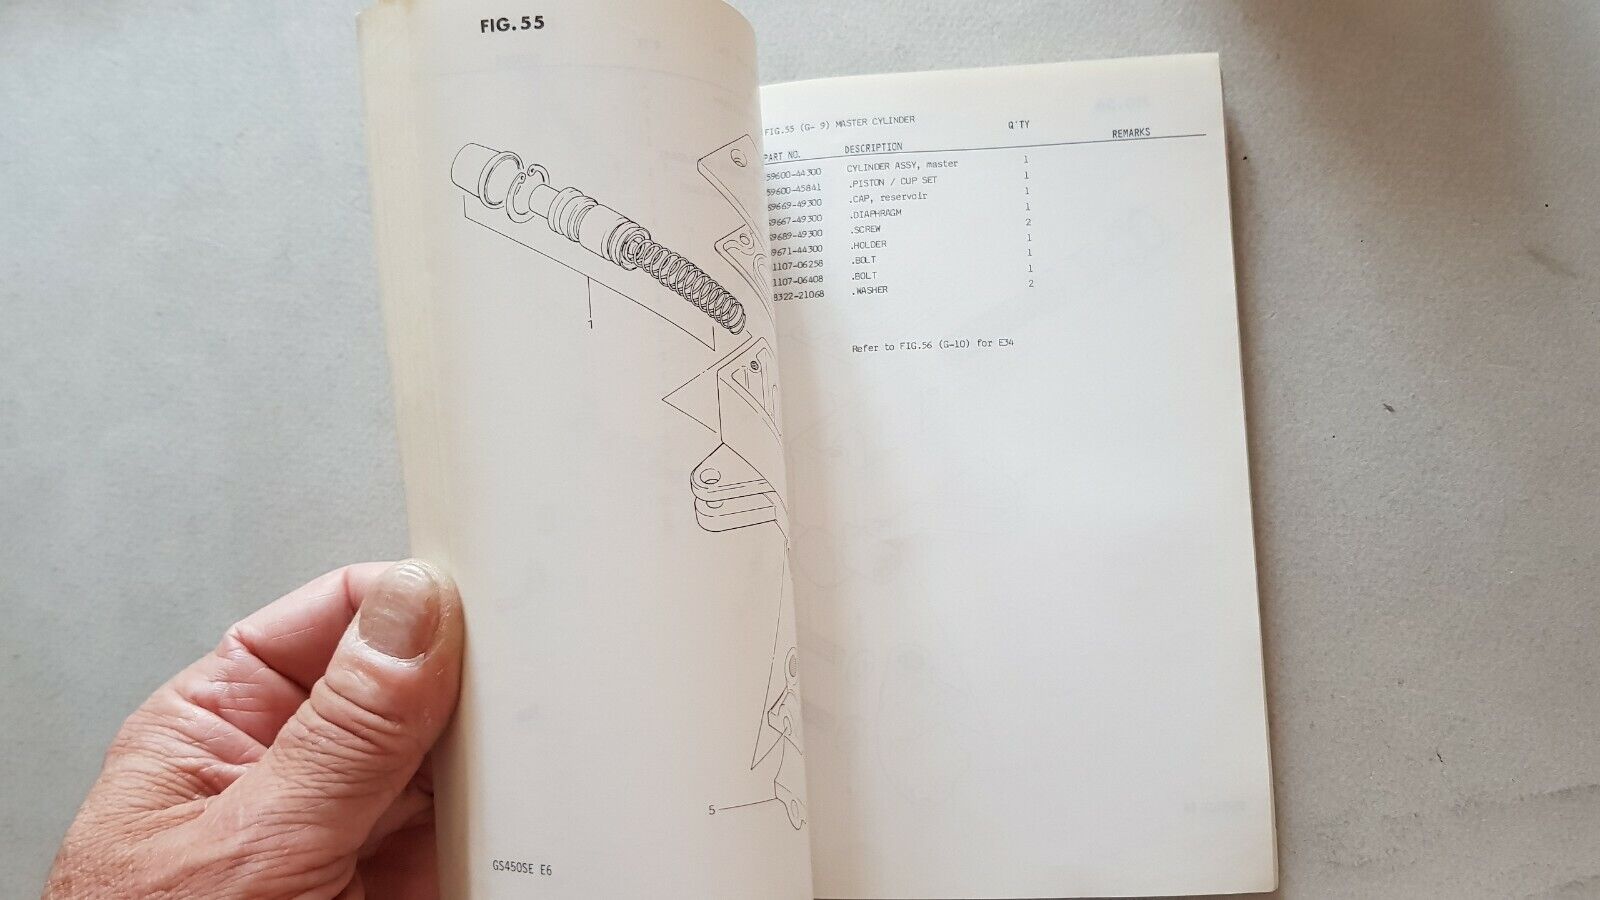 FIG.55
1
5
GS450SE E6
FIG.55 (G- 9) MASTER CYLINDER Q'TY
PART NO. DESCRIPTION REMARKS
59600-44300 CYLINDER ASSY, master 1
59600-45841 .PISTON / CUP SET 1
59669-49300 .CAP, reservoir 1
59667-49300 .DIAPHRAGM 1
59689-49300 .SCREW 2
9671-44300 .HOLDER 1
1107-06258 .BOLT 1
1107-06408 .BOLT 1
8322-21068 .WASHER 2
Refer to FIG.56 (G-10) for E34